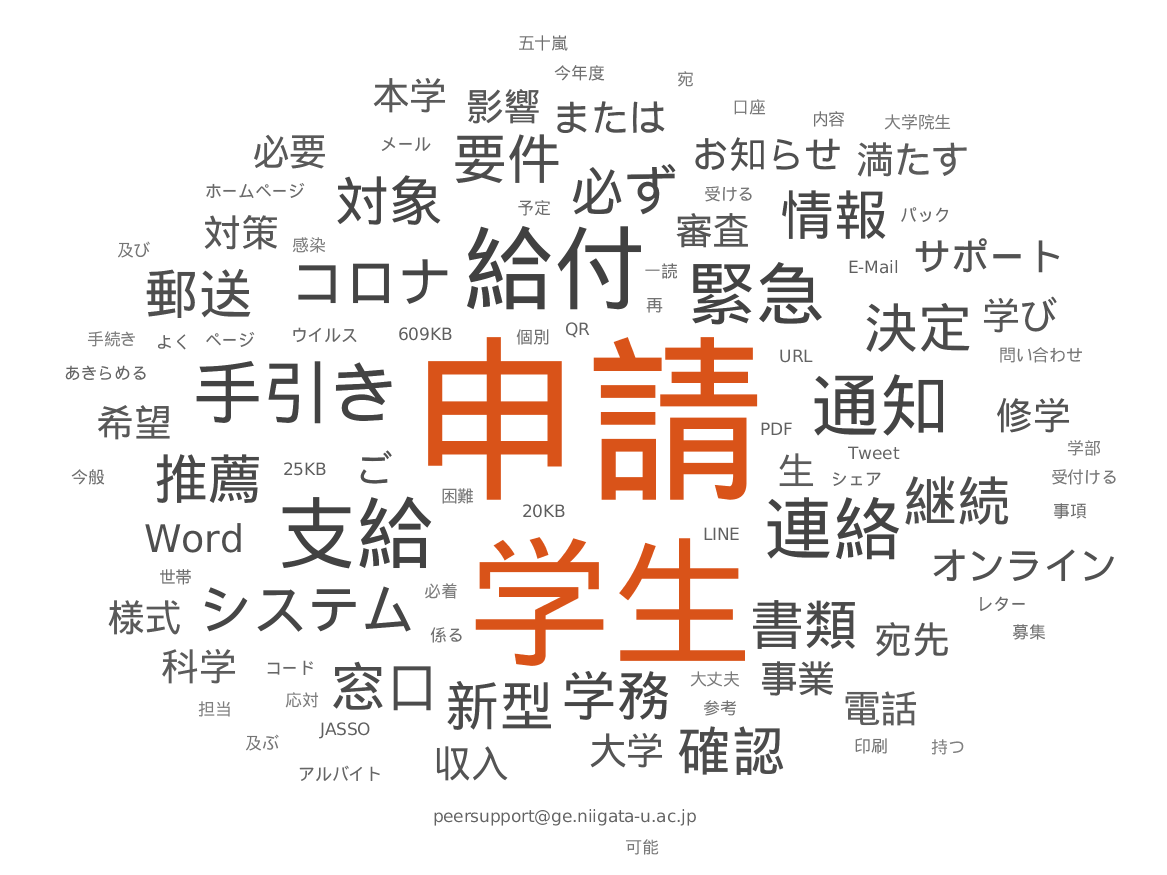 五十嵐
今年度
宛
本学 影響 または 口座 内容 大学院生
必要 メール 要件 お知らせ 満たす
ホームページ 対象 必ず 受ける 情報 パック
対策 予定 審査
及び 感染 サポート
郵送 コロナ 給付 一読 緊急 E-Mail
再 決定 学び
手続き よく ページ ウイルス 609KB 個別 QR
あきらめる URL 問い合わせ
手引き 申請 通知
希望 PDF 修学
今般 推薦 25KB ご 生 Tweet 学部
困難 シェア 受付ける
20KB 継続 事項
Word 支給 LINE 連絡
世帯 オンライン
様式 システム 必着 学生 書類 レター
係る 宛先 募集
科学 コード 窓口 新型 学務 大丈夫 事業
担当 応対 参考 電話
及ぶ JASSO 収入 大学 確認 印刷 持つ
アルバイト
peersupport@ge.niigata-u.ac.jp
可能